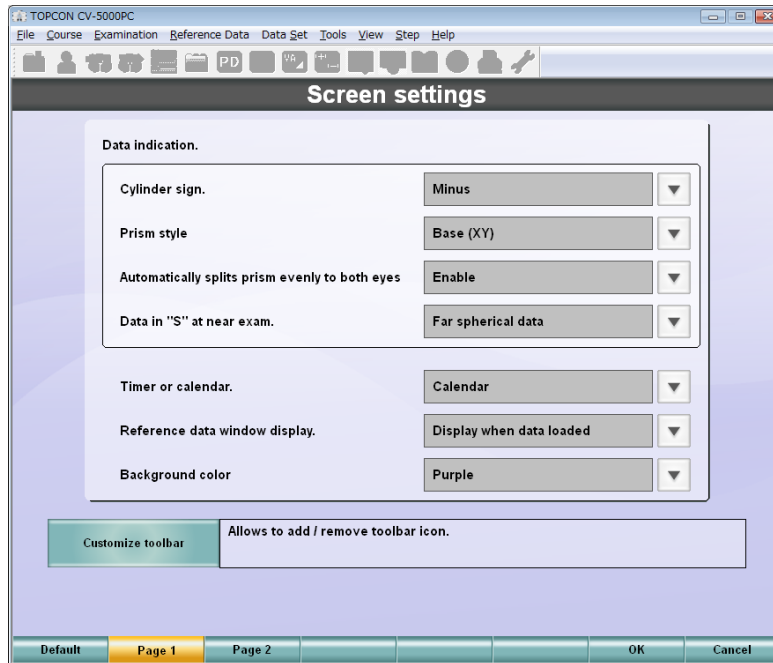 TOPCON CV-5000PC
File Course Examination Reference Data Data Set Tools View Step Help
PD VA
Screen settings
Data indication.
Cylinder sign. Minus
Prism style Base (XY)
Automatically splits prism evenly to both eyes Enable
Data in "S" at near exam. Far spherical data
Timer or calendar. Calendar
Reference data window display. Display when data loaded
Background color Purple
Customize toolbar Allows to add / remove toolbar icon.
Default Page 1 Page 2 OK Cancel